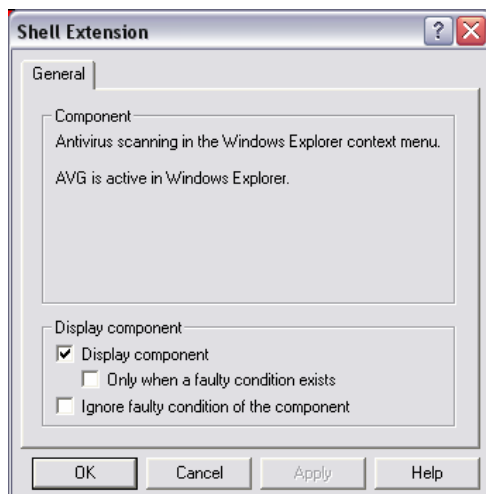 Shell Extension
General
Component
Antivirus scanning in the Windows Explorer context menu.
AVG is active in Windows Explorer.
Display component
Display component
Only when a faulty condition exists
Ignore faulty condition of the component
OK Cancel Apply Help